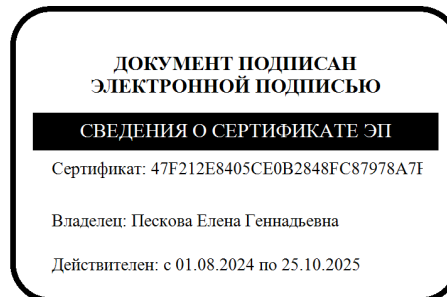 ДОКУМЕНТ ПОДПИСАН
ЭЛЕКТРОННОЙ ПОДПИСЬЮ
СВЕДЕНИЯ О СЕРТИФИКАТЕ ЭП
Сертификат: 47F212E8405CE0B2848FC87978A7
Владелец: Пескова Елена Геннадьевна
Действителен: с 01.08.2024 по 25.10.2025